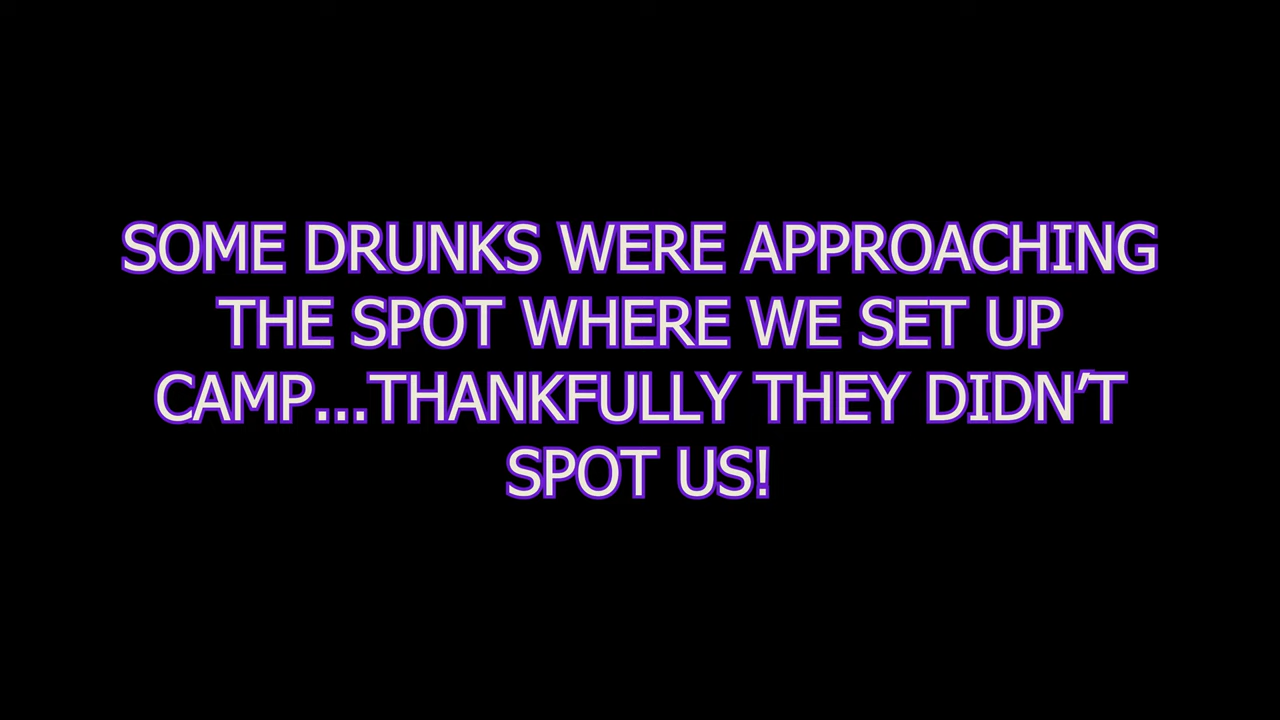 SOME DRUNKS WERE APPROACHING
THE SPOT WHERE WE SET UP
CAMP...THANKFULLY THEY DIDN’T
SPOT US!